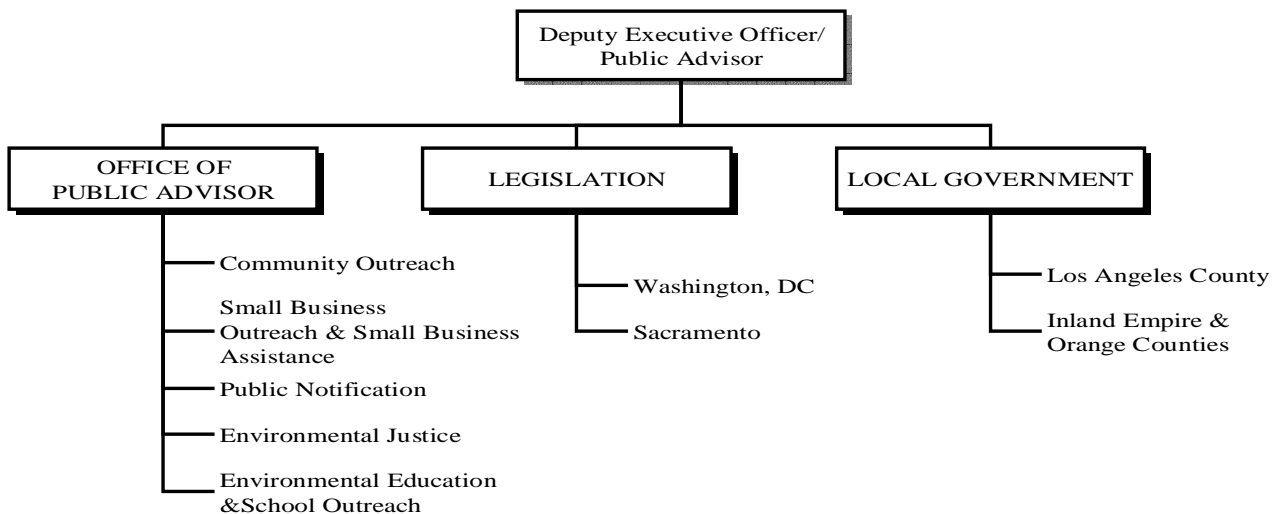 Deputy Executive Officer/
Public Advisor
OFFICE OF
PUBLIC ADVISOR
LEGISLATION
LOCAL GOVERNMENT
Community Outreach
Small Business
Outreach & Small Business
Assistance
Public Notification
Environmental Justice
Environmental Education
&School Outreach
Washington, DC
Sacramento
Los Angeles County
Inland Empire &
Orange Counties